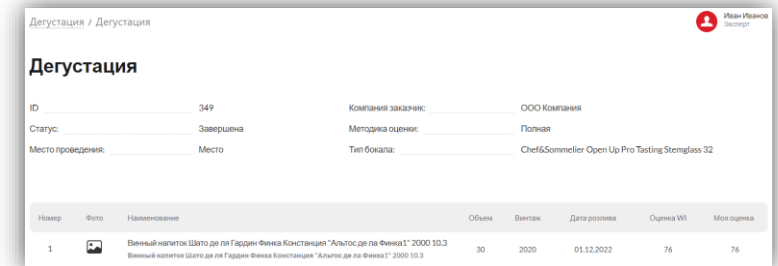 Дегустация / Дегустация
Иван Иванов
Эксперт
Дегустация
ID 349 Компания заказчик: ООО Компания
Статус: Завершена Методика оценки: Полная
Место проведения: Место Тип бокала: Chef&Sommelier Open Up Pro Tasting Stemglass 32
Номер Фото Наименование Объем Винтаж Дата розлива Оценка WI Моя оценка
1 Винный напиток Шато де ля Гардин Финка Констанция "Альтос де ла Финка1" 2000 10.3 30 2020 01.12.2022 76 76
Винный напиток Шато де ля Гардин Финка Констанция "Альтос де ла Финка1" 2000 10.3